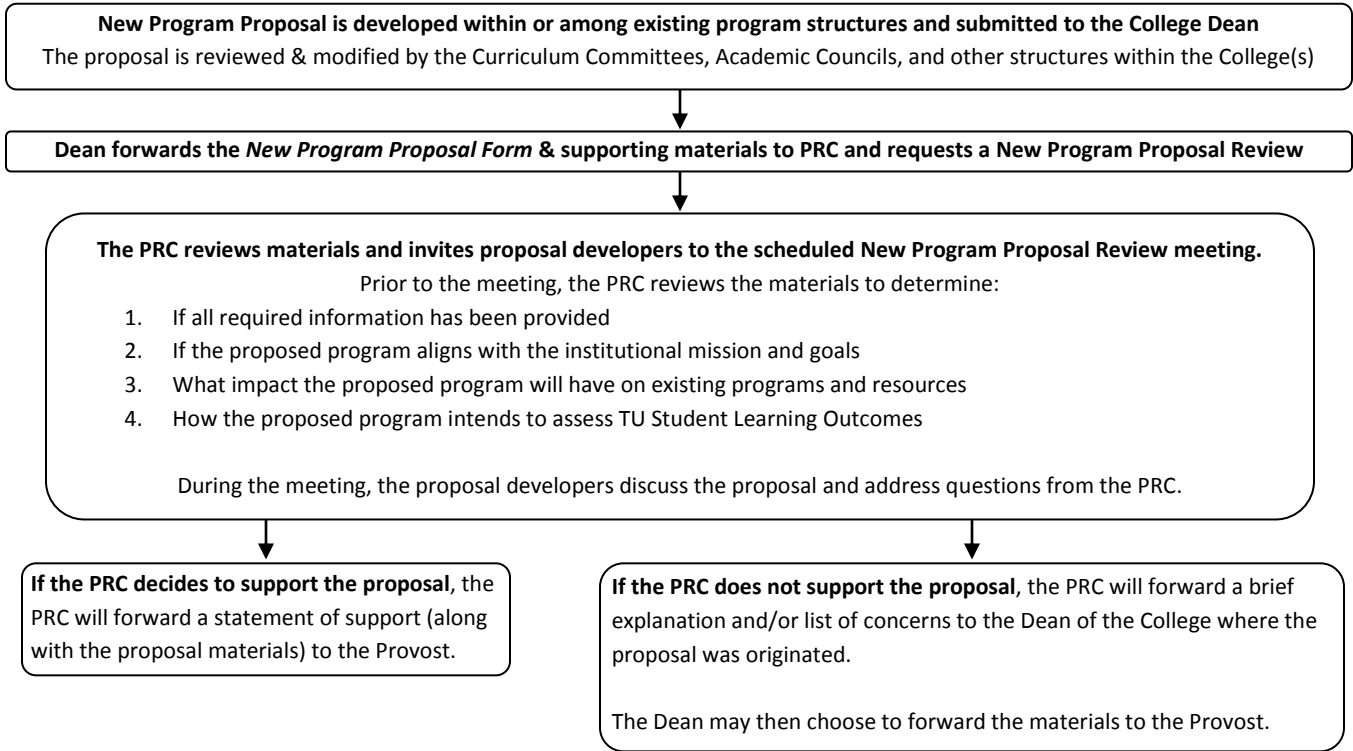 New Program Proposal is developed within or among existing program structures and submitted to the College Dean
The proposal is reviewed & modified by the Curriculum Committees, Academic Councils, and other structures within the College(s)
Dean forwards the New Program Proposal Form & supporting materials to PRC and requests a New Program Proposal Review
The PRC reviews materials and invites proposal developers to the scheduled New Program Proposal Review meeting.
Prior to the meeting, the PRC reviews the materials to determine:
1. If all required information has been provided
2. If the proposed program aligns with the institutional mission and goals
3. What impact the proposed program will have on existing programs and resources
4. How the proposed program intends to assess TU Student Learning Outcomes
During the meeting, the proposal developers discuss the proposal and address questions from the PRC.
If the PRC decides to support the proposal, the
PRC will forward a statement of support (along
with the proposal materials) to the Provost.
If the PRC does not support the proposal, the PRC will forward a brief
explanation and/or list of concerns to the Dean of the College where the
proposal was originated.
The Dean may then choose to forward the materials to the Provost.